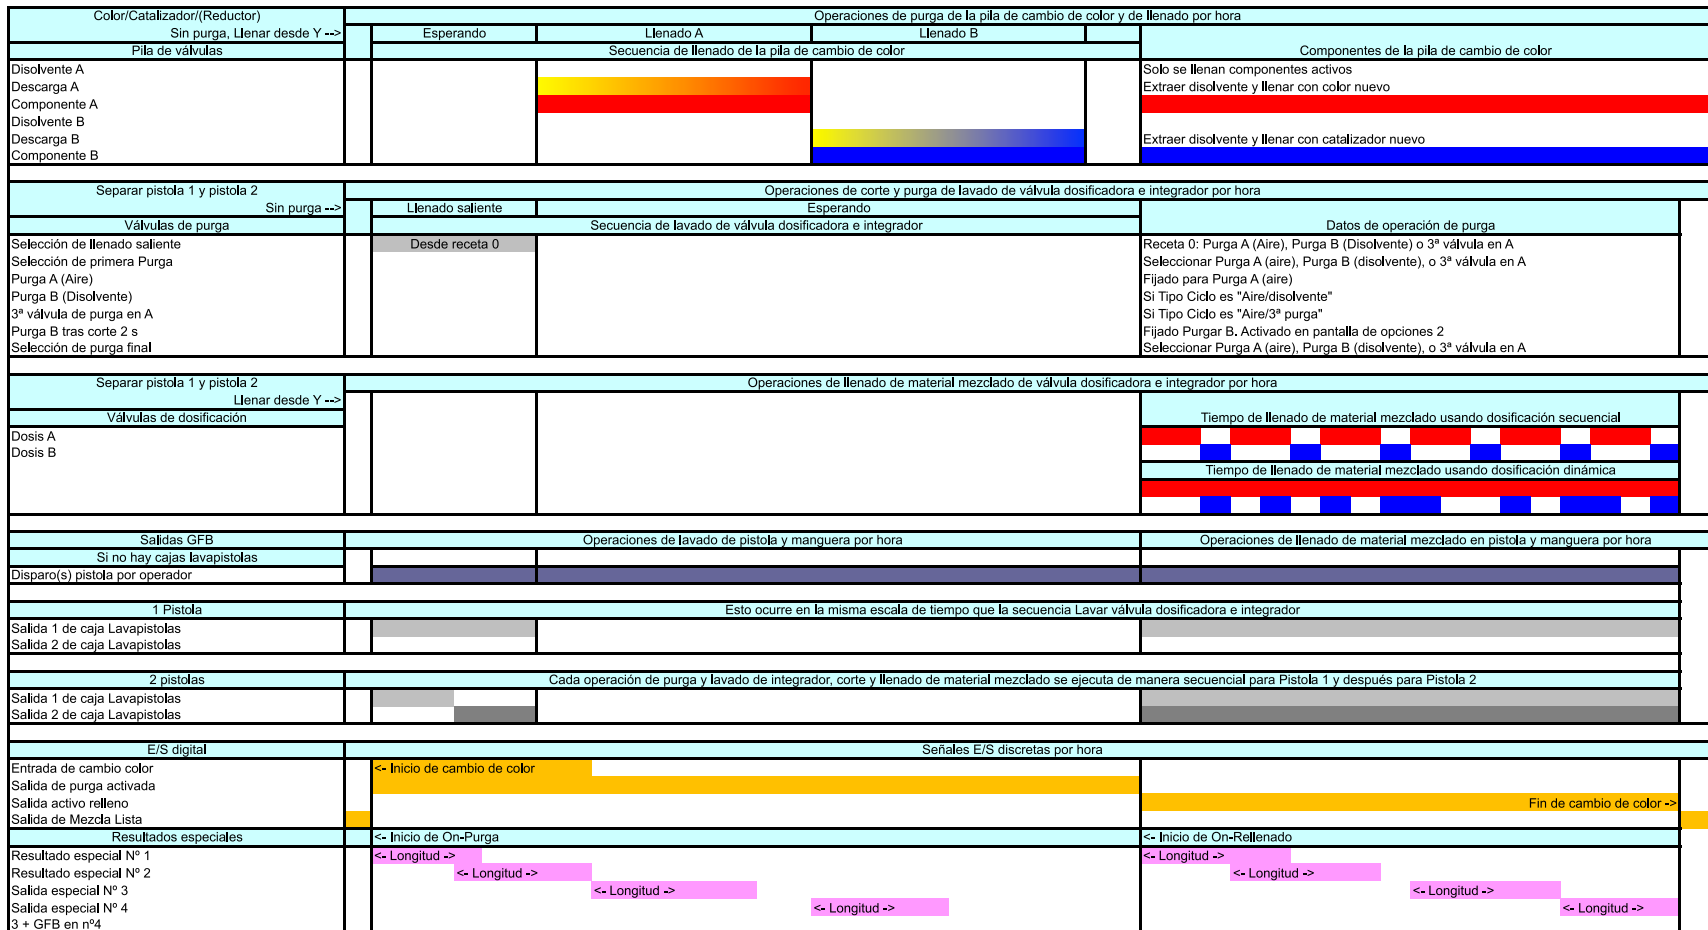 Color/Catalizador/(Reductor) Operaciones de purga de la pila de cambio de color y de llenado por hora
Sin purga, Llenar desde Y --> Esperando Llenado A Llenado B
Pila de válvulas Secuencia de llenado de la pila de cambio de color Componentes de la pila de cambio de color
Disolvente A Solo se llenan componentes activos
Descarga A Extraer disolvente y llenar con color nuevo
Componente A
Disolvente B
Descarga B Extraer disolvente y llenar con catalizador nuevo
Componente B
Separar pistola 1 y pistola 2 Operaciones de corte y purga de lavado de válvula dosificadora e integrador por hora
Sin purga --> Llenado saliente Esperando
Válvulas de purga Secuencia de lavado de válvula dosificadora e integrador Datos de operación de purga
Selección de llenado saliente Desde receta 0 Receta 0: Purga A (Aire), Purga B (Disolvente) o 3ª válvula en A
Selección de primera Purga Seleccionar Purga A (aire), Purga B (disolvente), o 3ª válvula en A
Purga A (Aire) Fijado para Purga A (aire)
Purga B (Disolvente) Si Tipo Ciclo es "Aire/disolvente"
3ª válvula de purga en A Si Tipo Ciclo es "Aire/3ª purga"
Purga B tras corte 2 s Fijado Purgar B. Activado en pantalla de opciones 2
Selección de purga final Seleccionar Purga A (aire), Purga B (disolvente), o 3ª válvula en A
Separar pistola 1 y pistola 2 Operaciones de llenado de material mezclado de válvula dosificadora e integrador por hora
Llenar desde Y -->
Válvulas de dosificación Tiempo de llenado de material mezclado usando dosificación secuencial
Dosis A
Dosis B
Tiempo de llenado de material mezclado usando dosificación dinámica
Salidas GFB Operaciones de lavado de pistola y manguera por hora Operaciones de llenado de material mezclado en pistola y manguera por hora
Si no hay cajas lavapistolas
Disparo(s) pistola por operador
1 Pistola Esto ocurre en la misma escala de tiempo que la secuencia Lavar válvula dosificadora e integrador
Salida 1 de caja Lavapistolas
Salida 2 de caja Lavapistolas
2 pistolas Cada operación de purga y lavado de integrador, corte y llenado de material mezclado se ejecuta de manera secuencial para Pistola 1 y después para Pistola 2
Salida 1 de caja Lavapistolas
Salida 2 de caja Lavapistolas
E/S digital Señales E/S discretas por hora
Entrada de cambio color <- Inicio de cambio de color
Salida de purga activada
Salida activo relleno Fin de cambio de color ->
Salida de Mezcla Lista
Resultados especiales <- Inicio de On-Purga <- Inicio de On-Rellenado
Resultado especial Nº 1 <- Longitud -> <- Longitud ->
Resultado especial Nº 2 <- Longitud -> <- Longitud ->
Salida especial Nº 3 <- Longitud -> <- Longitud ->
Salida especial Nº 4 <- Longitud -> <- Longitud ->
3 + GFB en nº4